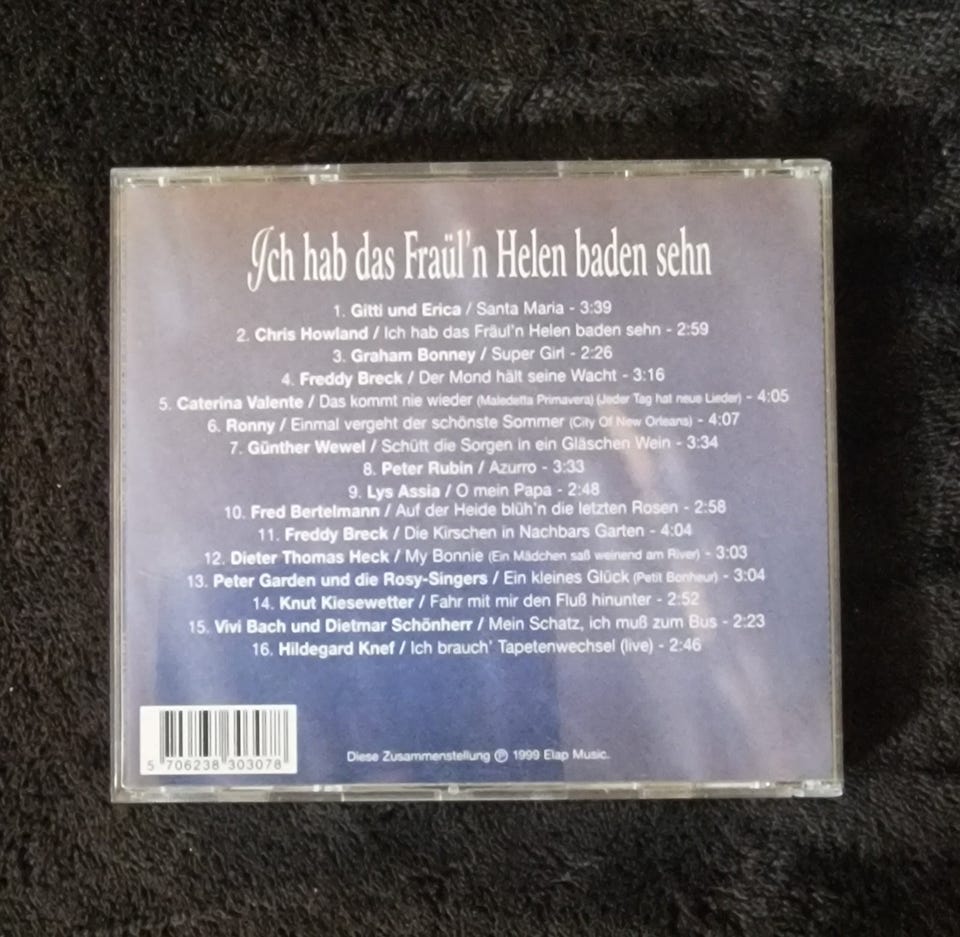 Ich hab das Fraül'n Helen baden sehn
1. Gitti und Erica / Santa Maria - 3:39
2. Chris Howland / Ich hab das Fräul'n Helen baden sehn - 2:59
3. Graham Bonney / Super Girl - 2:26
4. Freddy Breck / Der Mond hält seine Wacht - 3:16
5. Caterina Valente / Das kommt nie wieder (Maledetta Primavera) (Jeder Tag hat neue Lieder) - 4:05
6. Ronny / Einmal vergeht der schönste Sommer (City Of New Orleans) - 4:07
7. Günther Wewel / Schütt die Sorgen in ein Gläschen Wein - 3:34
8. Peter Rubin / Azurro - 3:33
9. Lys Assia / O mein Papa - 2:48
10. Fred Bertelmann / Auf der Heide blüh'n die letzten Rosen - 2:58
11. Freddy Breck / Die Kirschen in Nachbars Garten - 4:04
12. Dieter Thomas Heck / My Bonnie (Ein Mädchen saß weinend am River) - 3:03
13. Peter Garden und die Rosy-Singers / Ein kleines Glück (Petit Bonheur) - 3:04
14. Knut Kiesewetter / Fahr mit mir den Fluß hinunter - 2:52
15. Vivi Bach und Dietmar Schönherr / Mein Schatz, ich muß zum Bus - 2:23
16. Hildegard Knef / Ich brauch' Tapetenwechsel (live) - 2:46
Diese Zusammenstellung ℗ 1999 Elap Music.
5 706238 303078